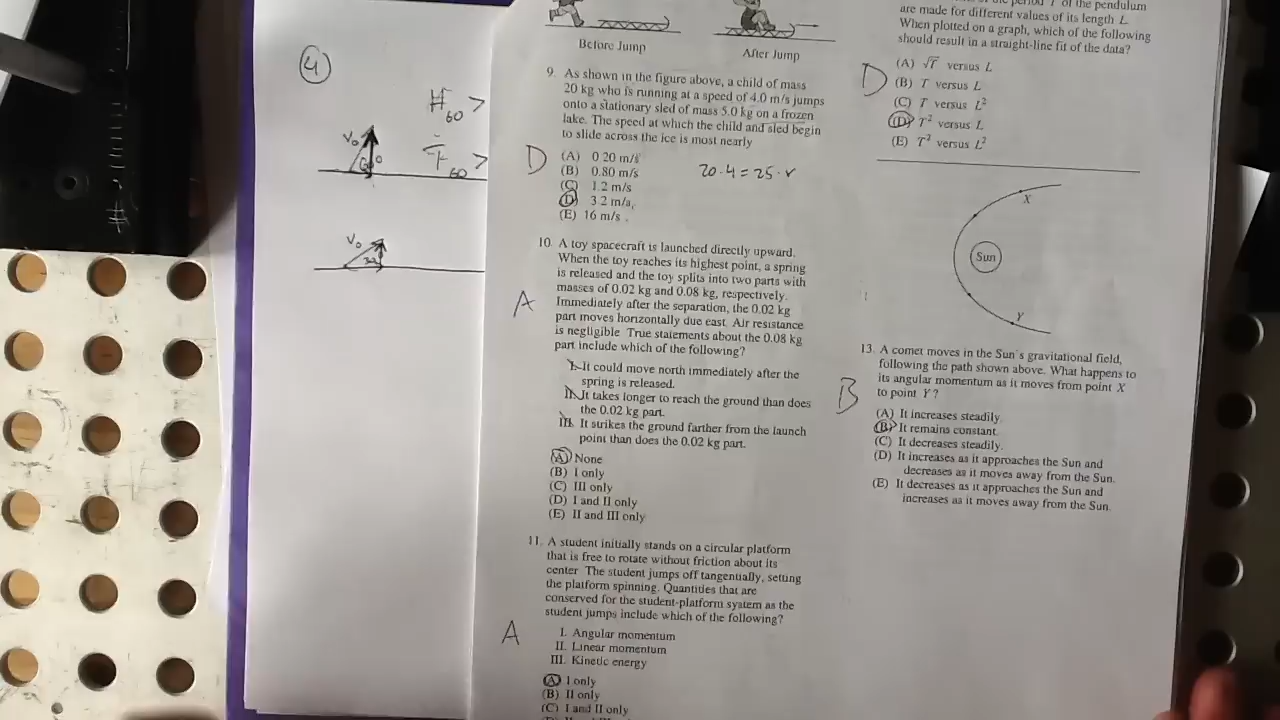 4
H60 >
T60 >
Vo
Vo
Before Jump
After Jump
9. As shown in the figure above, a child of mass
20 kg who is running at a speed of 4.0 m/s jumps
onto a stationary sled of mass 5.0 kg on a frozen
lake. The speed at which the child and sled begin
to slide across the ice is most nearly
D
(A) 0.20 m/s
(B) 0.80 m/s
(C) 1.2 m/s
(D) 3.2 m/s
(E) 16 m/s
20·4=25·v
10. A toy spacecraft is launched directly upward.
When the toy reaches its highest point, a spring
is released and the toy splits into two parts with
masses of 0.02 kg and 0.08 kg, respectively.
Immediately after the separation, the 0.02 kg
part moves horizontally due east. Air resistance
is negligible. True statements about the 0.08 kg
part include which of the following?
A
I. It could move north immediately after the
spring is released.
II. It takes longer to reach the ground than does
the 0.02 kg part.
III. It strikes the ground farther from the launch
point than does the 0.02 kg part.
(A) None
(B) I only
(C) III only
(D) I and II only
(E) II and III only
11. A student initially stands on a circular platform
that is free to rotate without friction about its
center. The student jumps off tangentially, setting
the platform spinning. Quantities that are
conserved for the student-platform system as the
student jumps include which of the following?
A
I. Angular momentum
II. Linear momentum
III. Kinetic energy
(A) I only
(B) II only
(C) I and II only
period T of the pendulum
are made for different values of its length L.
When plotted on a graph, which of the following
should result in a straight-line fit of the data?
D
(A) √T versus L
(B) T versus L
(C) T versus L²
(D) T² versus L
(E) T² versus L²
X
Sun
Y
13. A comet moves in the Sun's gravitational field,
following the path shown above. What happens to
its angular momentum as it moves from point X
to point Y?
B
(A) It increases steadily.
(B) It remains constant.
(C) It decreases steadily.
(D) It increases as it approaches the Sun and
decreases as it moves away from the Sun.
(E) It decreases as it approaches the Sun and
increases as it moves away from the Sun.